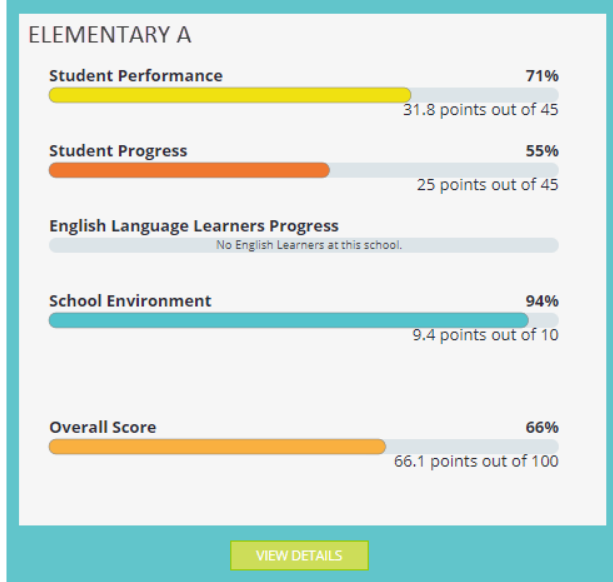 ELEMENTARY A
Student Performance 71%
31.8 points out of 45
Student Progress 55%
25 points out of 45
English Language Learners Progress
No English Learners at this school.
School Environment 94%
9.4 points out of 10
Overall Score 66%
66.1 points out of 100
VIEW DETAILS